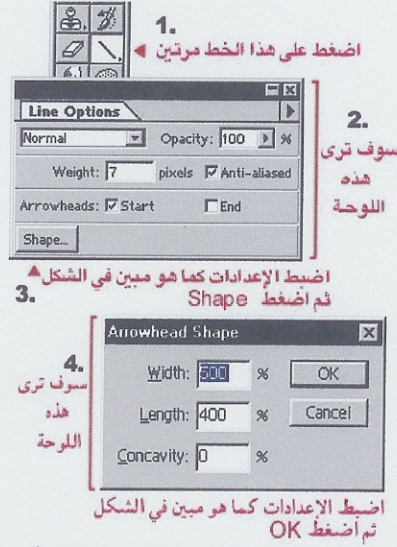 1.
اضغط على هذا الخط مرتين
Line Options
Normal Opacity: 100 %
Weight: 7 pixels Anti-aliased
Arrowheads: Start End
Shape...
2.
سوف ترى
هذه
اللوحة
3.
اضبط الإعدادات كما هو مبين في الشكل
ثم اضغط Shape
4.
سوف ترى
هذه
اللوحة
Arrowhead Shape
Width: 500 % OK
Length: 400 % Cancel
Concavity: 0 %
اضبط الإعدادات كما هو مبين في الشكل
ثم أضغط OK